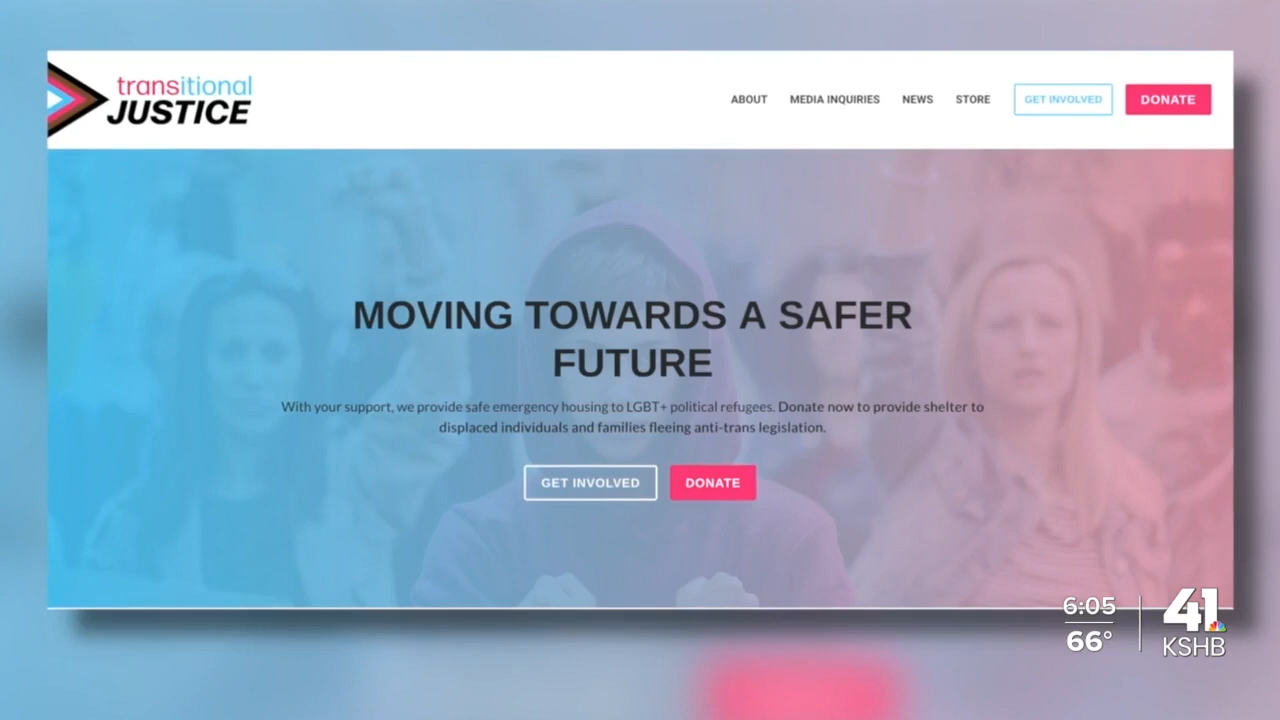 transitional
JUSTICE
ABOUT MEDIA INQUIRIES NEWS STORE GET INVOLVED DONATE
MOVING TOWARDS A SAFER
FUTURE
With your support, we provide safe emergency housing to LGBT+ political refugees. Donate now to provide shelter to
displaced individuals and families fleeing anti-trans legislation.
GET INVOLVED DONATE
6:05
66°
41
KSHB